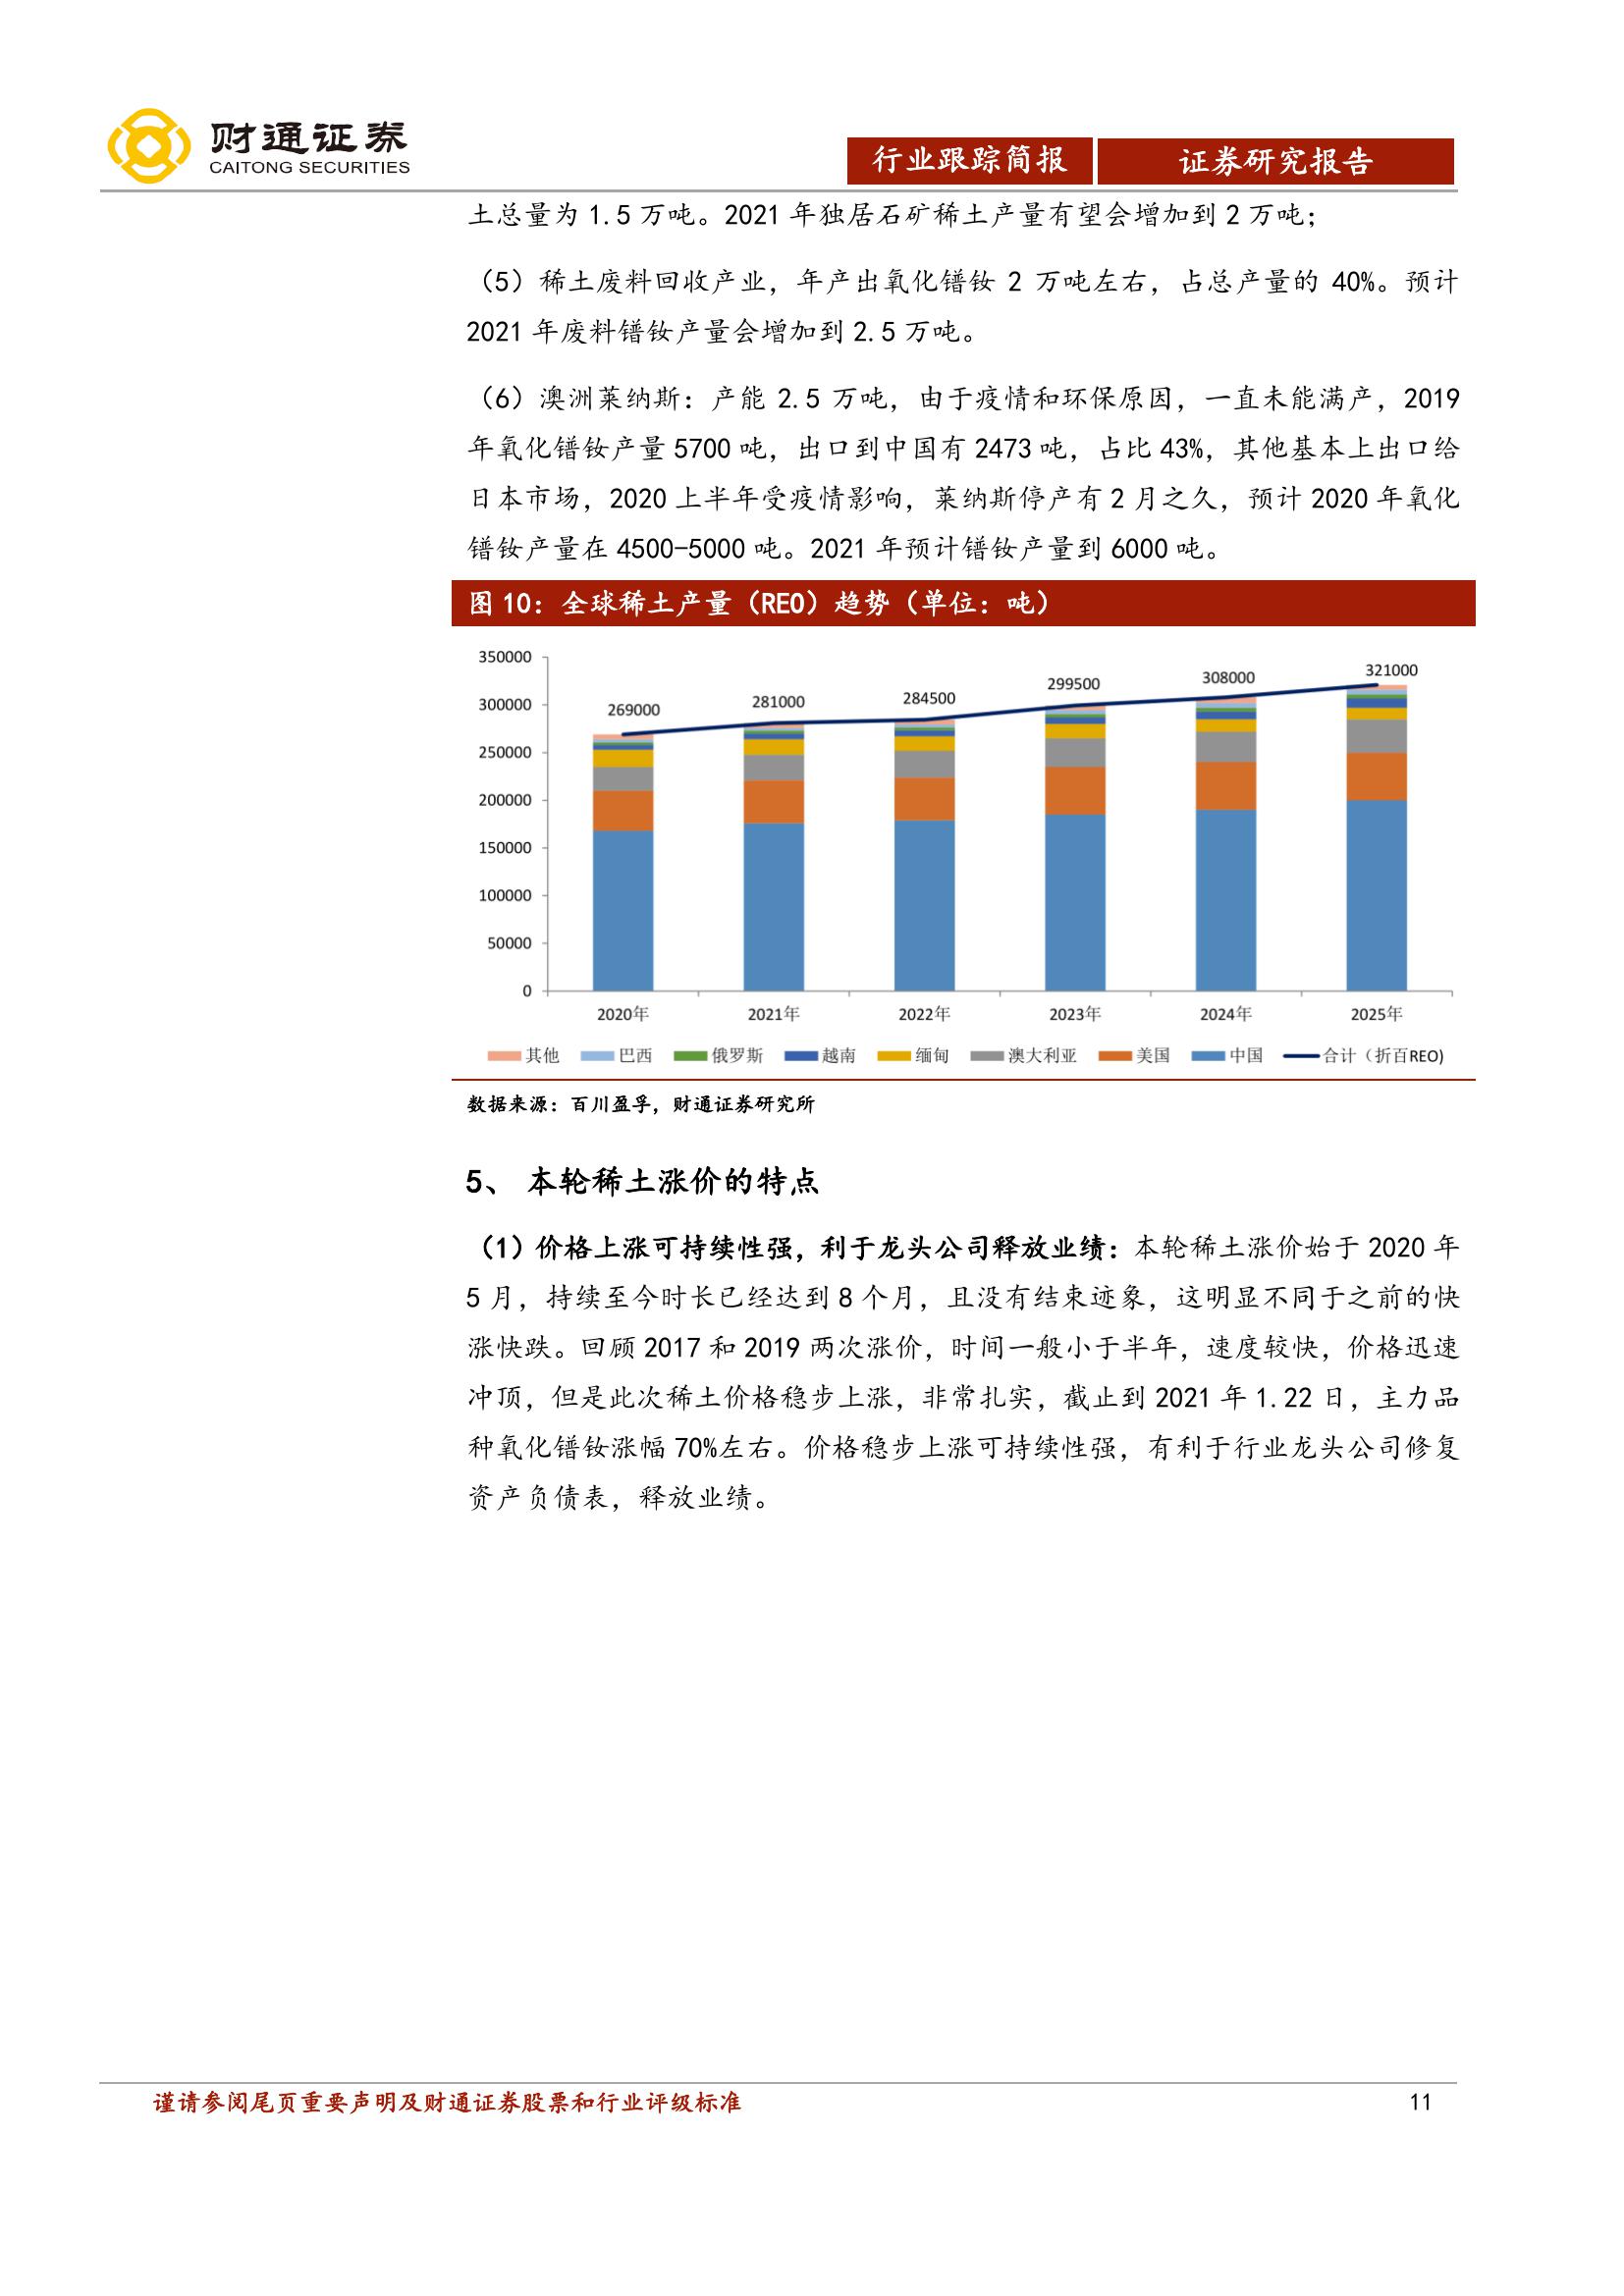 财通证券
CAITONG SECURITIES
行业跟踪简报
证券研究报告
土总量为 1.5 万吨。2021 年独居石矿稀土产量有望会增加到 2 万吨；
（5）稀土废料回收产业，年产出氧化镨钕 2 万吨左右，占总产量的 40%。预计
2021 年废料镨钕产量会增加到 2.5 万吨。
（6）澳洲莱纳斯：产能 2.5 万吨，由于疫情和环保原因，一直未能满产，2019
年氧化镨钕产量 5700 吨，出口到中国有 2473 吨，占比 43%，其他基本上出口给
日本市场，2020 上半年受疫情影响，莱纳斯停产有 2 月之久，预计 2020 年氧化
镨钕产量在 4500-5000 吨。2021 年预计镨钕产量到 6000 吨。
图 10：全球稀土产量（REO）趋势（单位：吨）
350000
300000
250000
200000
150000
100000
50000
0
269000
281000
284500
299500
308000
321000
2020年
2021年
2022年
2023年
2024年
2025年
其他 巴西 俄罗斯 越南 缅甸 澳大利亚 美国 中国 合计（折百REO)
数据来源：百川盈孚，财通证券研究所
5、 本轮稀土涨价的特点
（1）价格上涨可持续性强，利于龙头公司释放业绩：本轮稀土涨价始于 2020 年
5 月，持续至今时长已经达到 8 个月，且没有结束迹象，这明显不同于之前的快
涨快跌。回顾 2017 和 2019 两次涨价，时间一般小于半年，速度较快，价格迅速
冲顶，但是此次稀土价格稳步上涨，非常扎实，截止到 2021 年 1.22 日，主力品
种氧化镨钕涨幅 70%左右。价格稳步上涨可持续性强，有利于行业龙头公司修复
资产负债表，释放业绩。
谨请参阅尾页重要声明及财通证券股票和行业评级标准
11